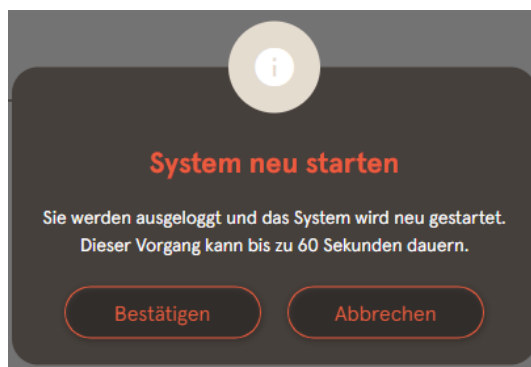 System neu starten
Sie werden ausgeloggt und das System wird neu gestartet.
Dieser Vorgang kann bis zu 60 Sekunden dauern.
Bestätigen
Abbrechen